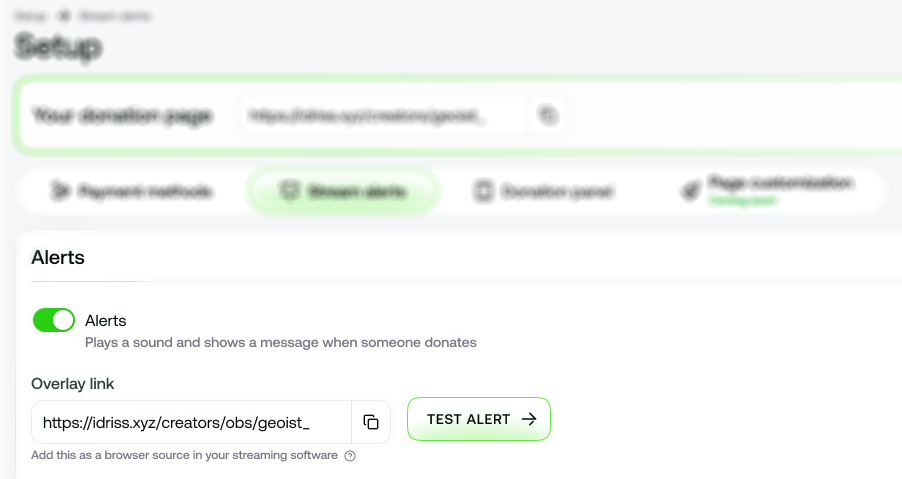 Setup Stream alerts
Setup
Your donation page https://idriss.xyz/creators/geoist_
Payment methods Stream alerts Donation panel Page customization
Alerts
Alerts
Plays a sound and shows a message when someone donates
Overlay link
https://idriss.xyz/creators/obs/geoist_ TEST ALERT
Add this as a browser source in your streaming software